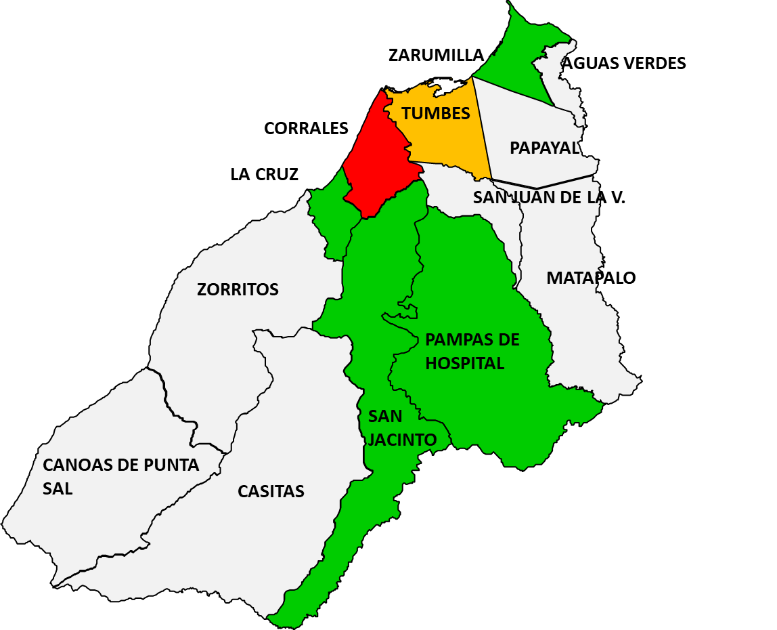 ZARUMILLA
AGUAS VERDES
TUMBES
CORRALES
PAPAYAL
LA CRUZ
SAN JUAN DE LA V.
MATAPALO
ZORRITOS
PAMPAS DE
HOSPITAL
SAN
JACINTO
CANOAS DE PUNTA
SAL
CASITAS